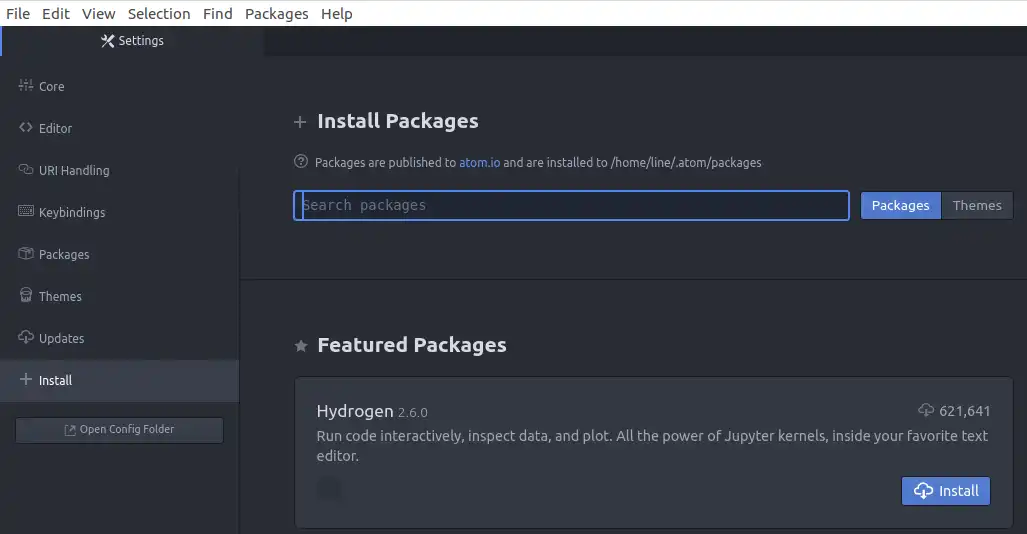 File Edit View Selection Find Packages Help
Settings
Core
Editor
URI Handling
Keybindings
Packages
Themes
Updates
Install
Open Config Folder
Install Packages
Packages are published to atom.io and are installed to /home/line/.atom/packages
Search packages
Packages Themes
Featured Packages
Hydrogen 2.6.0 621,641
Run code interactively, inspect data, and plot. All the power of Jupyter kernels, inside your favorite text
editor.
Install